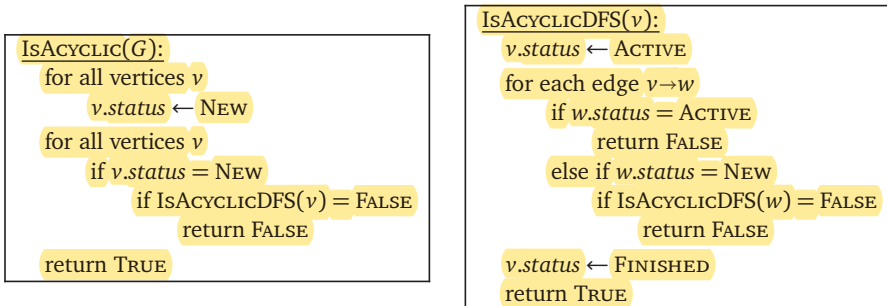 IsAcyclic(G):
for all vertices v
v.status ← New
for all vertices v
if v.status = New
if IsAcyclicDFS(v) = False
return False
return True
IsAcyclicDFS(v):
v.status ← Active
for each edge v→w
if w.status = Active
return False
else if w.status = New
if IsAcyclicDFS(w) = False
return False
v.status ← Finished
return True